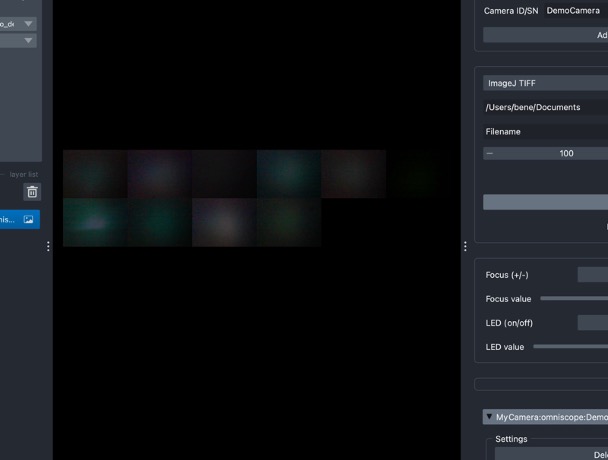 Camera ID/SN DemoCamera
Ad
ImageJ TIFF
/Users/bene/Documents
Filename
100
layer list
nis...
Focus (+/-)
Focus value
LED (on/off)
LED value
MyCamera:omniscope:Demo
Settings
Del